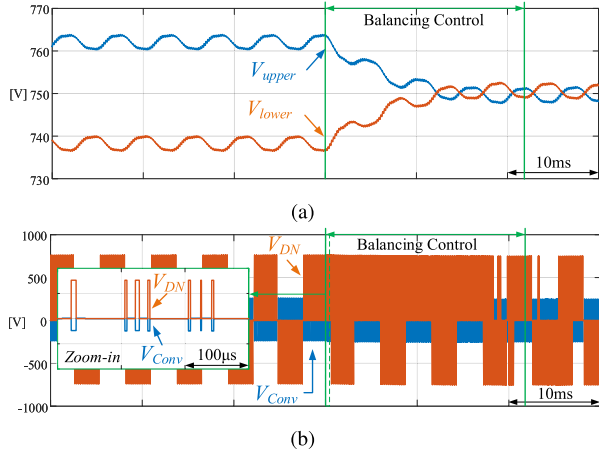 770
Balancing Control
760
V_upper
[V] 750
V_lower
740
10ms
730
(a)
1000
V_DN
Balancing Control
500
V_DN
[V] 0
V_Conv
-500
Zoom-in
100μs
V_Conv
10ms
-1000
(b)